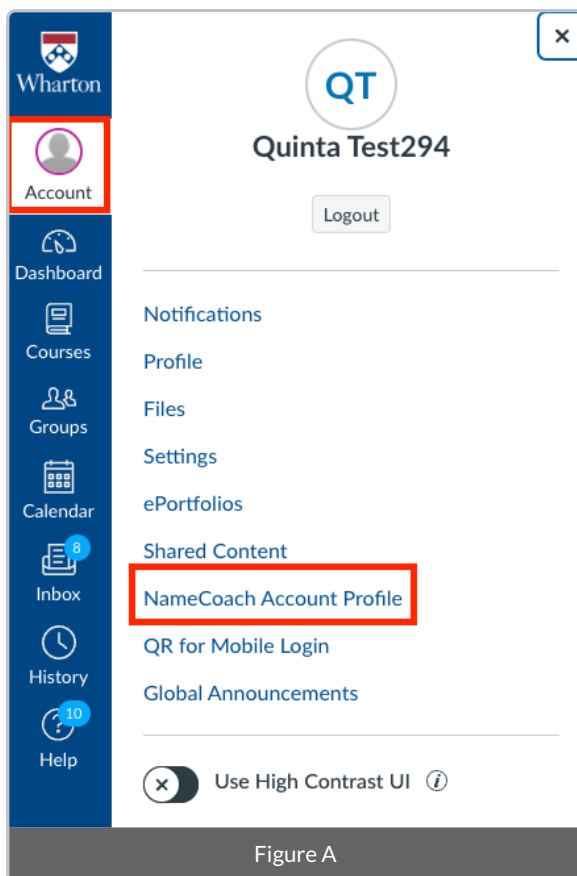 Wharton
Account
Dashboard
Courses
Groups
Calendar
8
Inbox
History
10
Help
QT
Quinta Test294
Logout
Notifications
Profile
Files
Settings
ePortfolios
Shared Content
NameCoach Account Profile
QR for Mobile Login
Global Announcements
Use High Contrast UI
Figure A